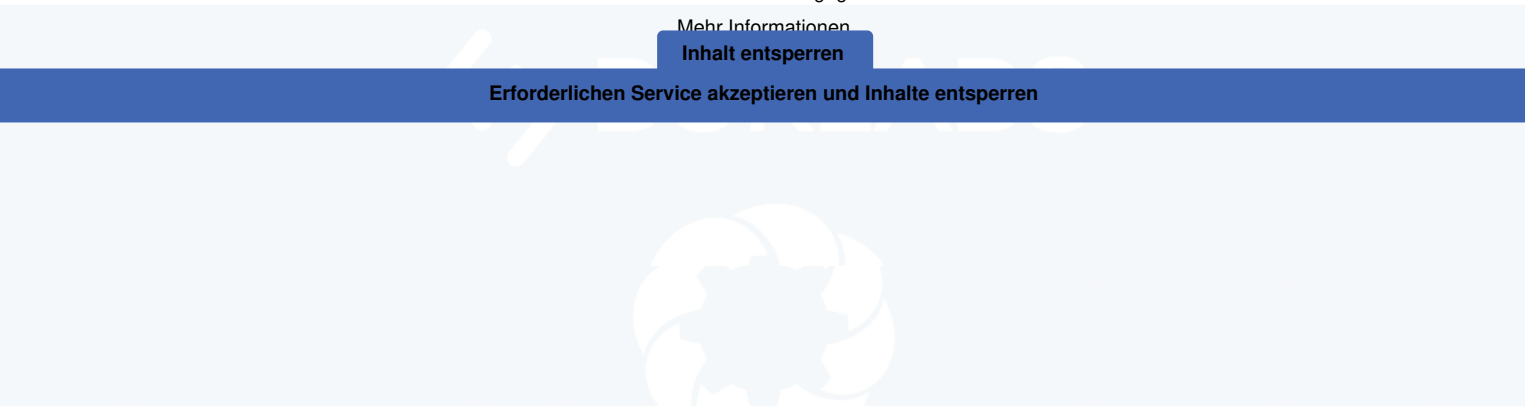 Mehr Informationen
Inhalt entsperren
Erforderlichen Service akzeptieren und Inhalte entsperren